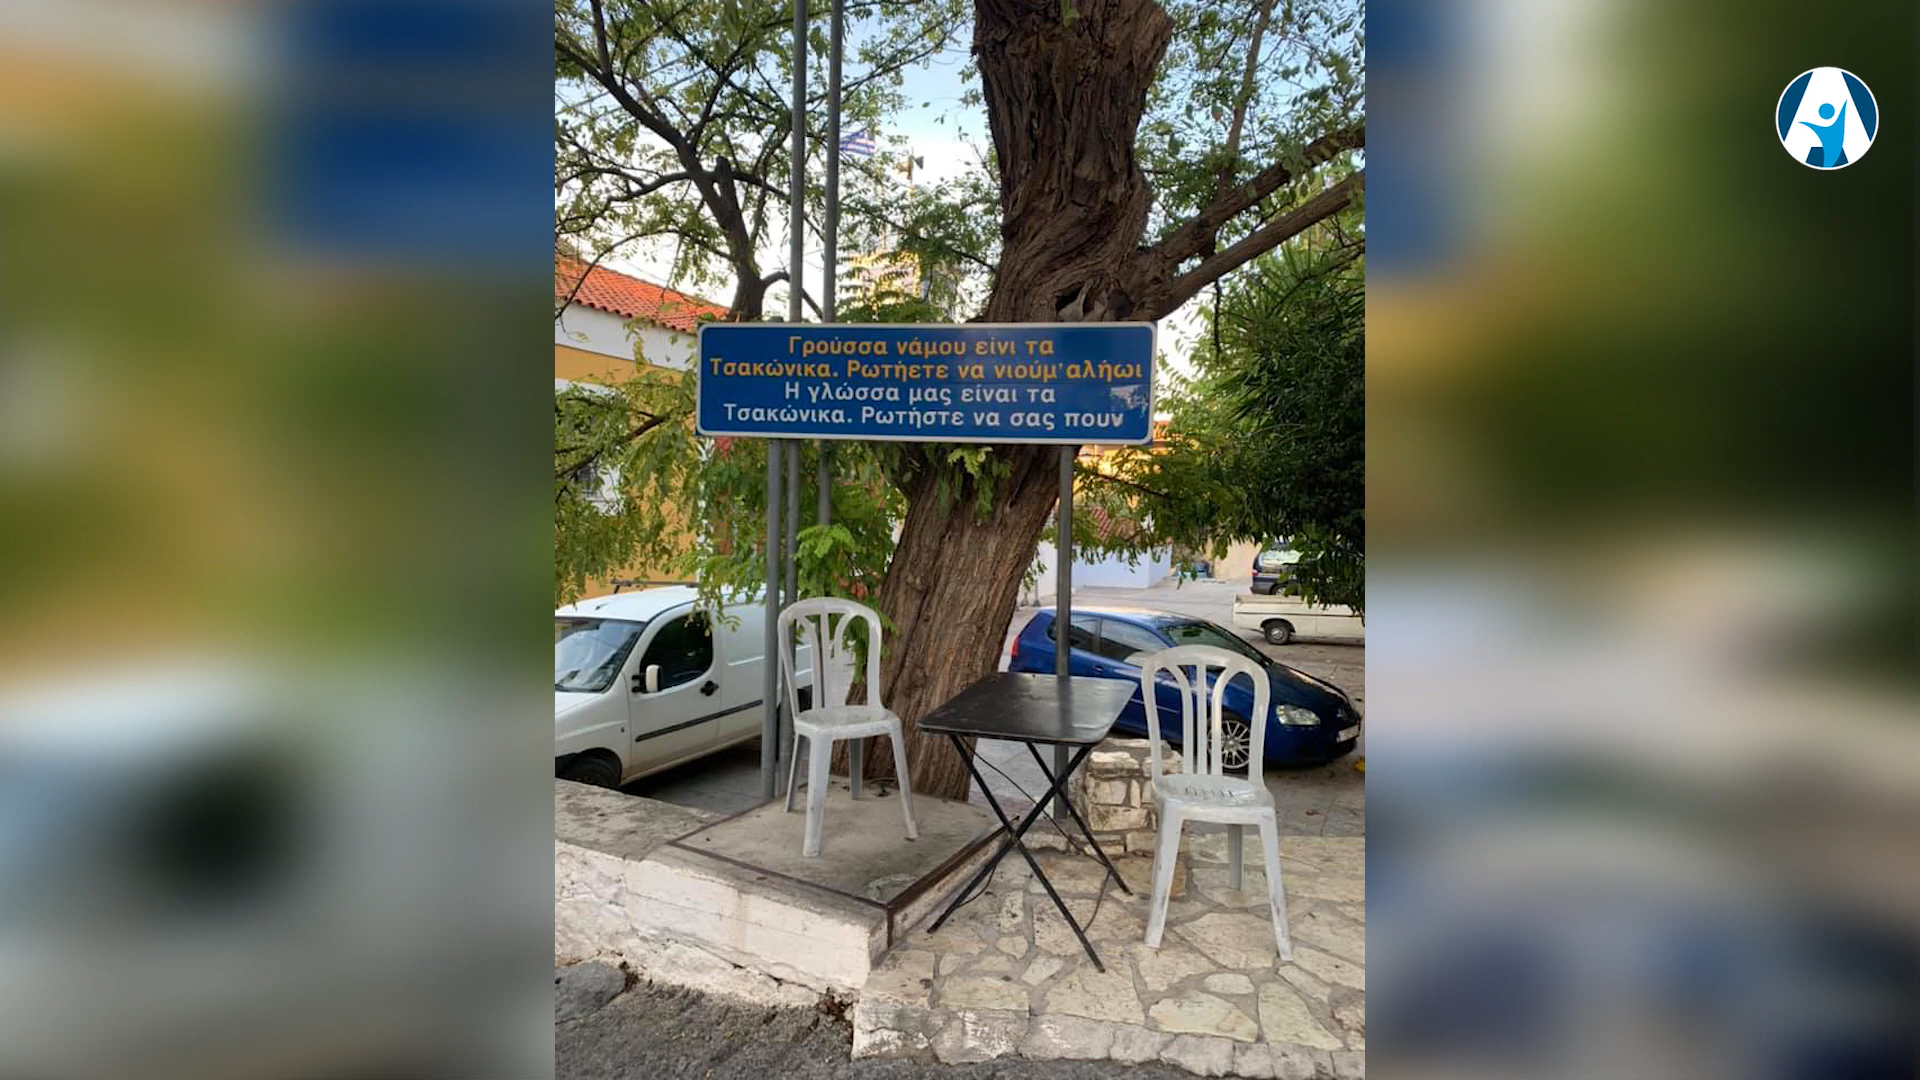 Γρούσσα νάμου είνι τα
Τσακώνικα. Ρωτήετε να νιούμ'αλήωι
Η γλώσσα μας είναι τα
Τσακώνικα. Ρωτήστε να σας πουν